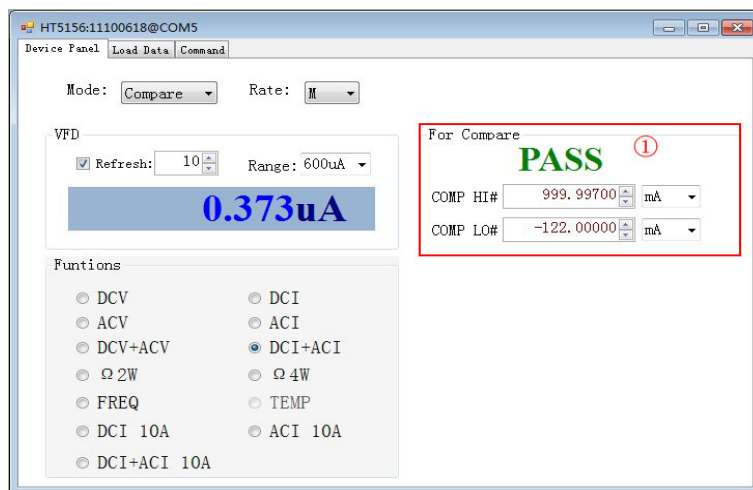 HT5156:11100618@COM5
Device Panel Load Data Command
Mode: Compare Rate: M
VFD
Refresh: 10 Range: 600uA
0.373uA
For Compare
①
PASS
COMP HI# 999.99700 mA
COMP LO# -122.00000 mA
Funtions
DCV DCI
ACV ACI
DCV+ACV DCI+ACI
Ω2W Ω4W
FREQ TEMP
DCI 10A ACI 10A
DCI+ACI 10A